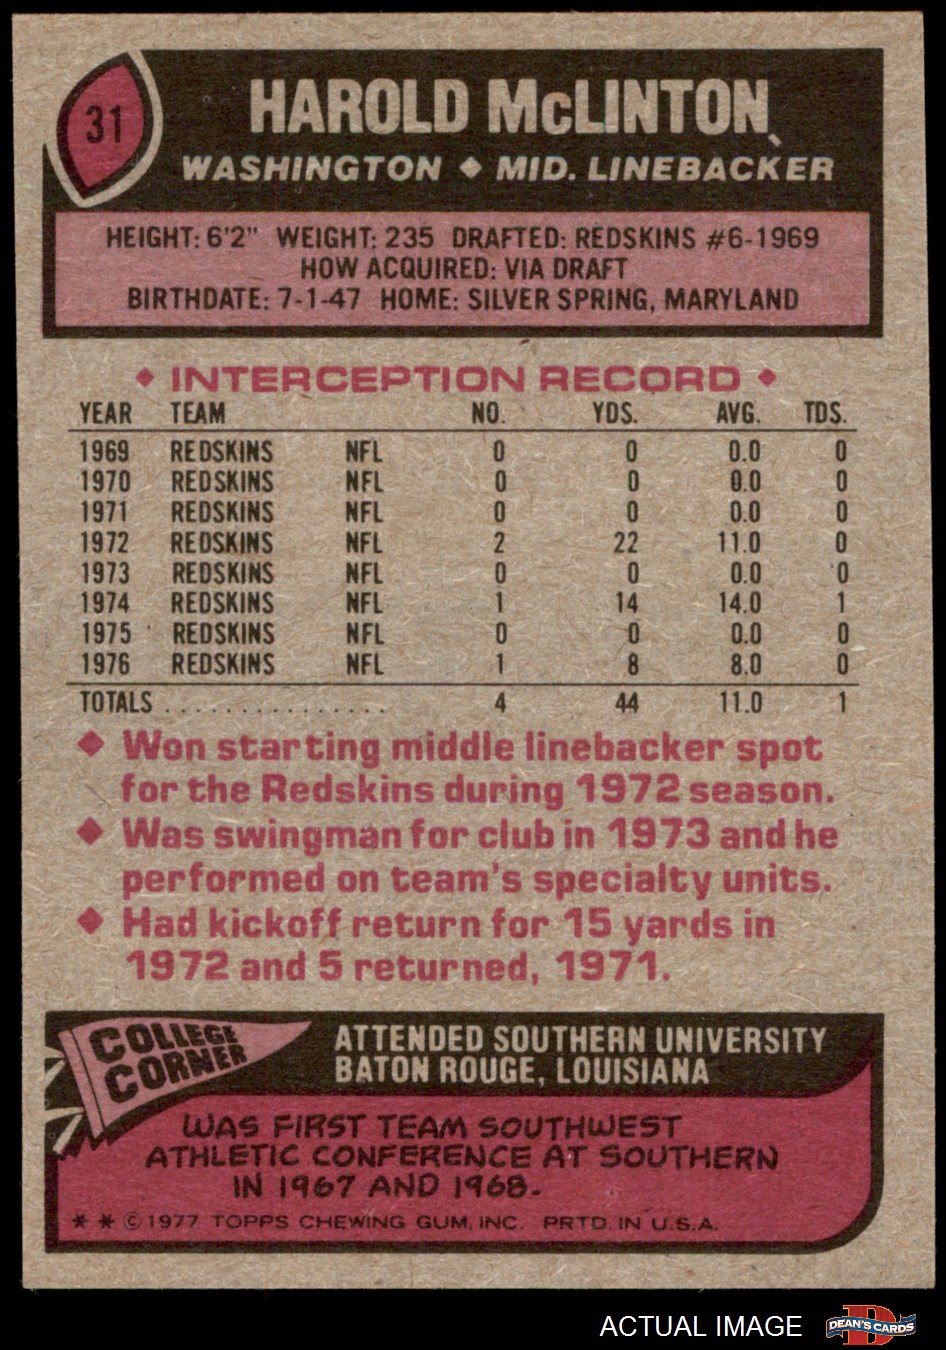 31
HAROLD McLINTON
WASHINGTON ◆ MID. LINEBACKER
HEIGHT: 6'2" WEIGHT: 235 DRAFTED: REDSKINS #6-1969
HOW ACQUIRED: VIA DRAFT
BIRTHDATE: 7-1-47 HOME: SILVER SPRING, MARYLAND
◆ INTERCEPTION RECORD ◆
YEAR TEAM NO. YDS. AVG. TDS.
1969 REDSKINS NFL 0 0 0.0 0
1970 REDSKINS NFL 0 0 0.0 0
1971 REDSKINS NFL 0 0 0.0 0
1972 REDSKINS NFL 2 22 11.0 0
1973 REDSKINS NFL 0 0 0.0 0
1974 REDSKINS NFL 1 14 14.0 1
1975 REDSKINS NFL 0 0 0.0 0
1976 REDSKINS NFL 1 8 8.0 0
TOTALS . . . . . . . . . . . . . . . 4 44 11.0 1
◆ Won starting middle linebacker spot
for the Redskins during 1972 season.
◆ Was swingman for club in 1973 and he
performed on team's specialty units.
◆ Had kickoff return for 15 yards in
1972 and 5 returned, 1971.
COLLEGE
CORNER
ATTENDED SOUTHERN UNIVERSITY
BATON ROUGE, LOUISIANA
WAS FIRST TEAM SOUTHWEST
ATHLETIC CONFERENCE AT SOUTHERN
IN 1967 AND 1968.
* * © 1977 TOPPS CHEWING GUM, INC. PRTD. IN U.S.A.
ACTUAL IMAGE
D
DEAN'S CARDS